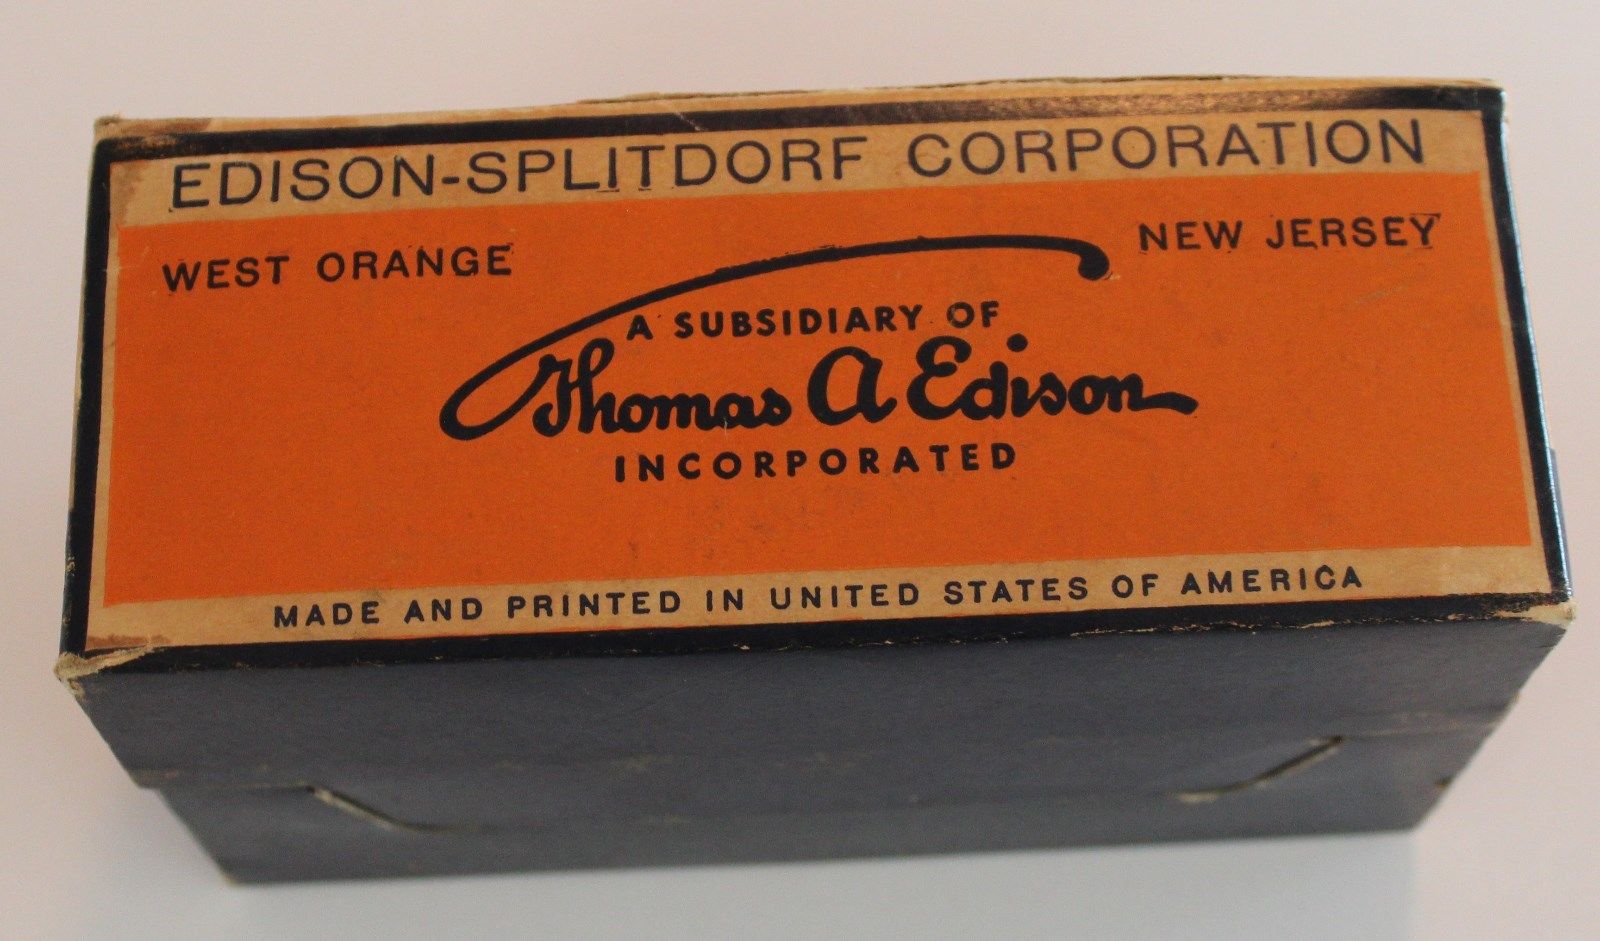 EDISON-SPLITDORF CORPORATION
WEST ORANGE NEW JERSEY
A SUBSIDIARY OF
Thomas A Edison
INCORPORATED
MADE AND PRINTED IN UNITED STATES OF AMERICA